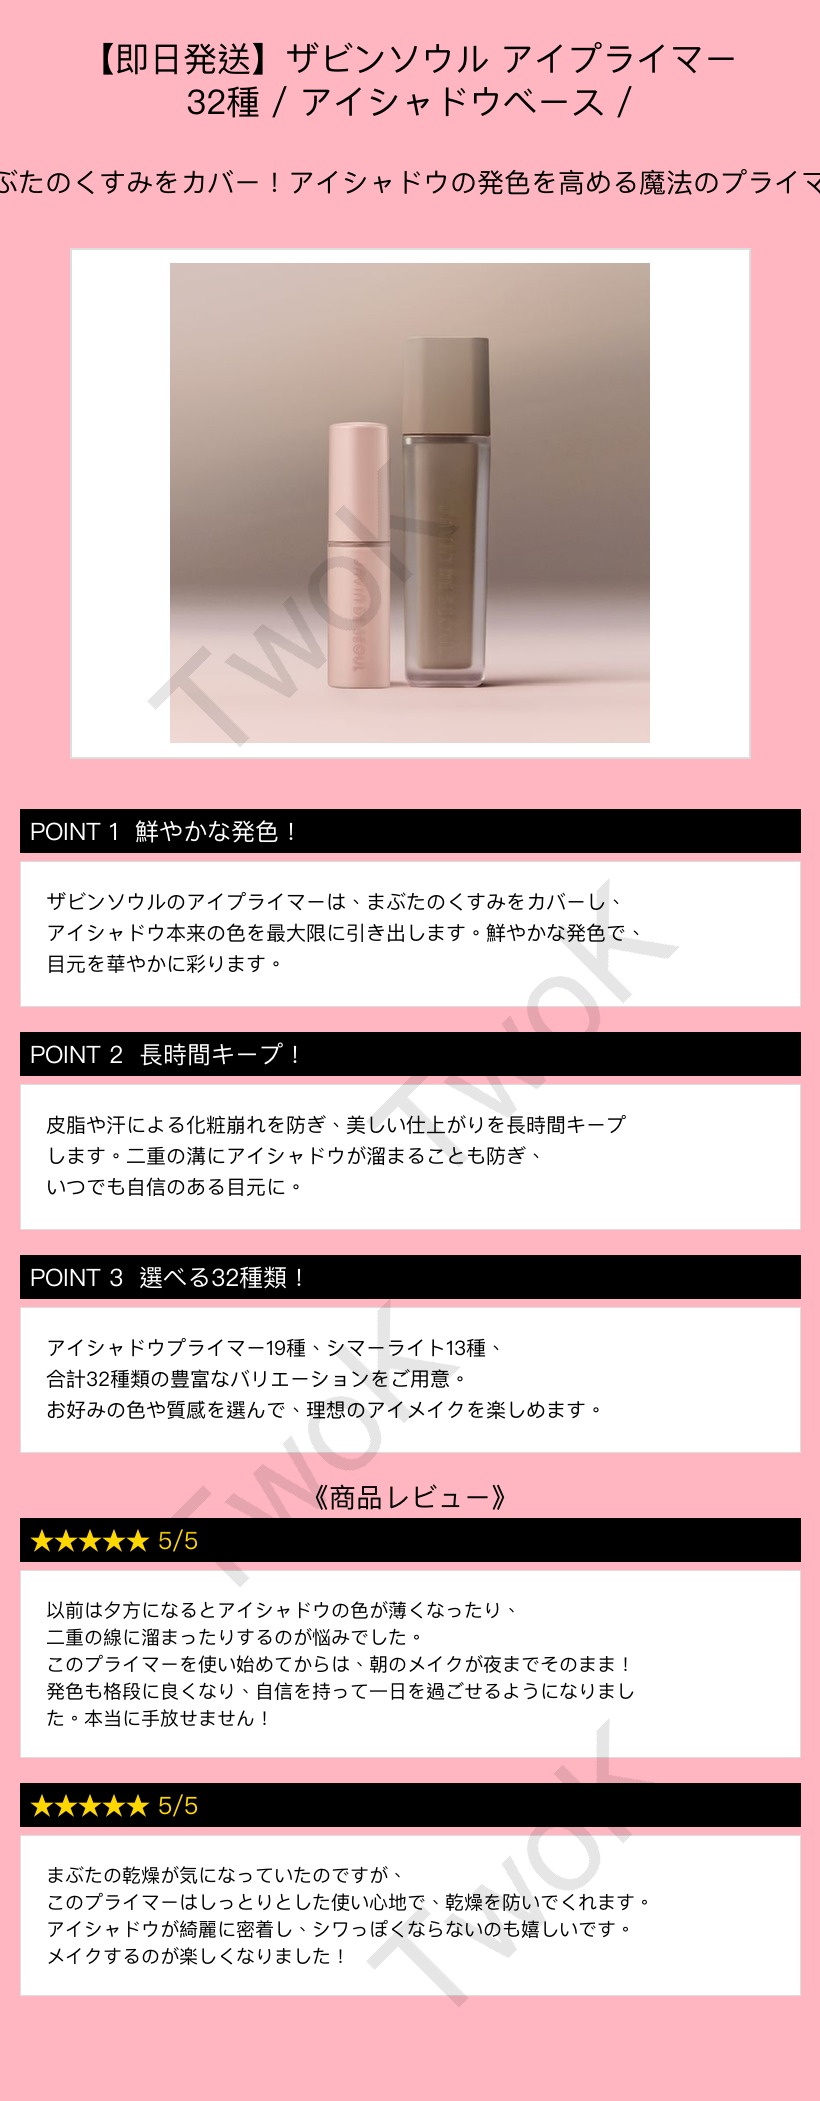 【即日発送】ザビンソウル アイプライマー
32種 / アイシャドウベース /
ぶたのくすみをカバー！アイシャドウの発色を高める魔法のプライマ
TwoK
POINT 1 鮮やかな発色！
ザビンソウルのアイプライマーは、まぶたのくすみをカバーし、
アイシャドウ本来の色を最大限に引き出します。鮮やかな発色で、
目元を華やかに彩ります。
TwoK
POINT 2 長時間キープ！
皮脂や汗による化粧崩れを防ぎ、美しい仕上がりを長時間キープ
します。二重の溝にアイシャドウが溜まることも防ぎ、
いつでも自信のある目元に。
POINT 3 選べる32種類！
アイシャドウプライマー19種、シマーライト13種、
合計32種類の豊富なバリエーションをご用意。
お好みの色や質感を選んで、理想のアイメイクを楽しめます。
TwoK
《商品レビュー》
★★★★★ 5/5
以前は夕方になるとアイシャドウの色が薄くなったり、
二重の線に溜まったりするのが悩みでした。
このプライマーを使い始めてからは、朝のメイクが夜までそのまま！
発色も格段に良くなり、自信を持って一日を過ごせるようになりまし
た。本当に手放せません！
★★★★★ 5/5
まぶたの乾燥が気になっていたのですが、
このプライマーはしっとりとした使い心地で、乾燥を防いでくれます。
アイシャドウが綺麗に密着し、シワっぽくならないのも嬉しいです。
メイクするのが楽しくなりました！
TwoK